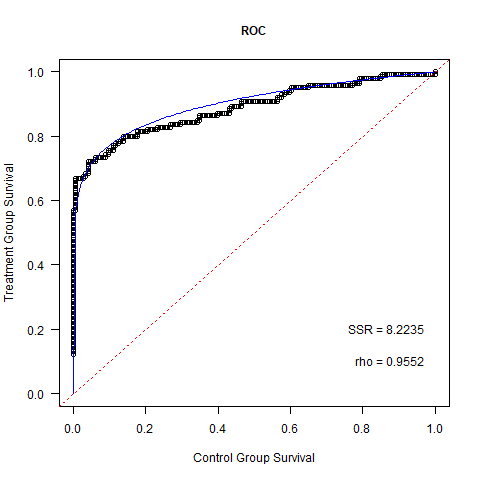 ROC
Treatment Group Survival
1.0
0.8
0.6
0.4
0.2
0.0
SSR = 8.2235
rho = 0.9552
0.0 0.2 0.4 0.6 0.8 1.0
Control Group Survival